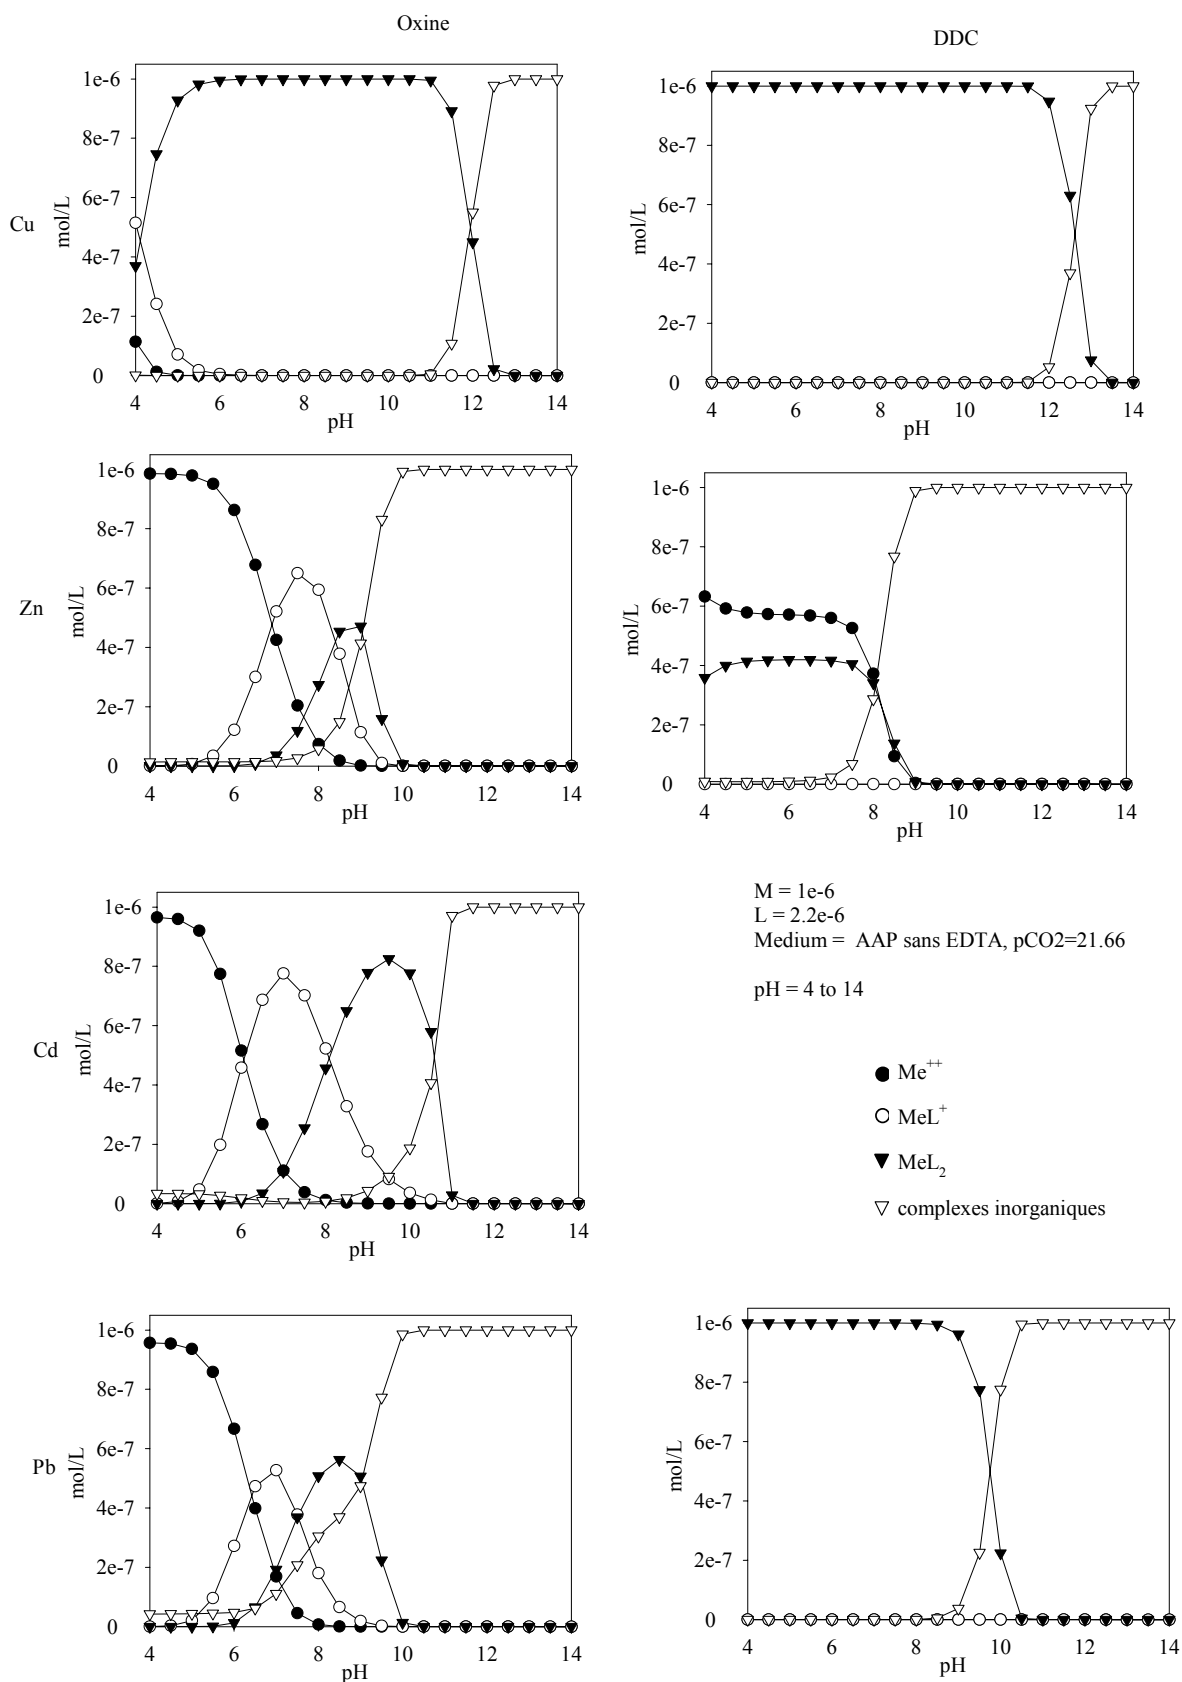 Oxine
DDC
Cu
mol/L
1e-6
8e-7
6e-7
4e-7
2e-7
0
4 6 8 10 12 14
pH
mol/L
1e-6
8e-7
6e-7
4e-7
2e-7
0
4 6 8 10 12 14
pH
Zn
mol/L
1e-6
8e-7
6e-7
4e-7
2e-7
0
4 6 8 10 12 14
pH
mol/L
1e-6
8e-7
6e-7
4e-7
2e-7
0
4 6 8 10 12 14
pH
Cd
mol/L
1e-6
8e-7
6e-7
4e-7
2e-7
0
4 6 8 10 12 14
pH
M = 1e-6
L = 2.2e-6
Medium = AAP sans EDTA, pCO2=21.66
pH = 4 to 14
Me++
MeL+
MeL2
complexes inorganiques
Pb
mol/L
1e-6
8e-7
6e-7
4e-7
2e-7
0
4 6 8 10 12 14
pH
mol/L
1e-6
8e-7
6e-7
4e-7
2e-7
0
4 6 8 10 12 14
pH